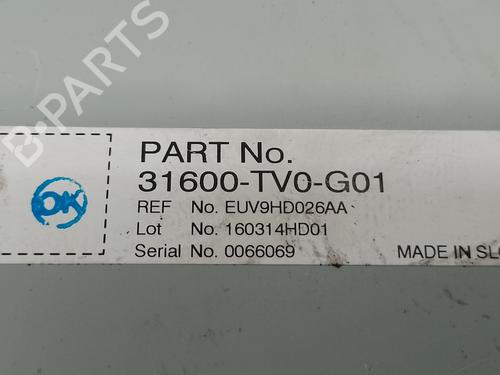 B-PARTS
OK
PART No.
31600-TV0-G01
REF No. EUV9HD026AA
Lot No. 160314HD01
Serial No. 0066069
MADE IN SL